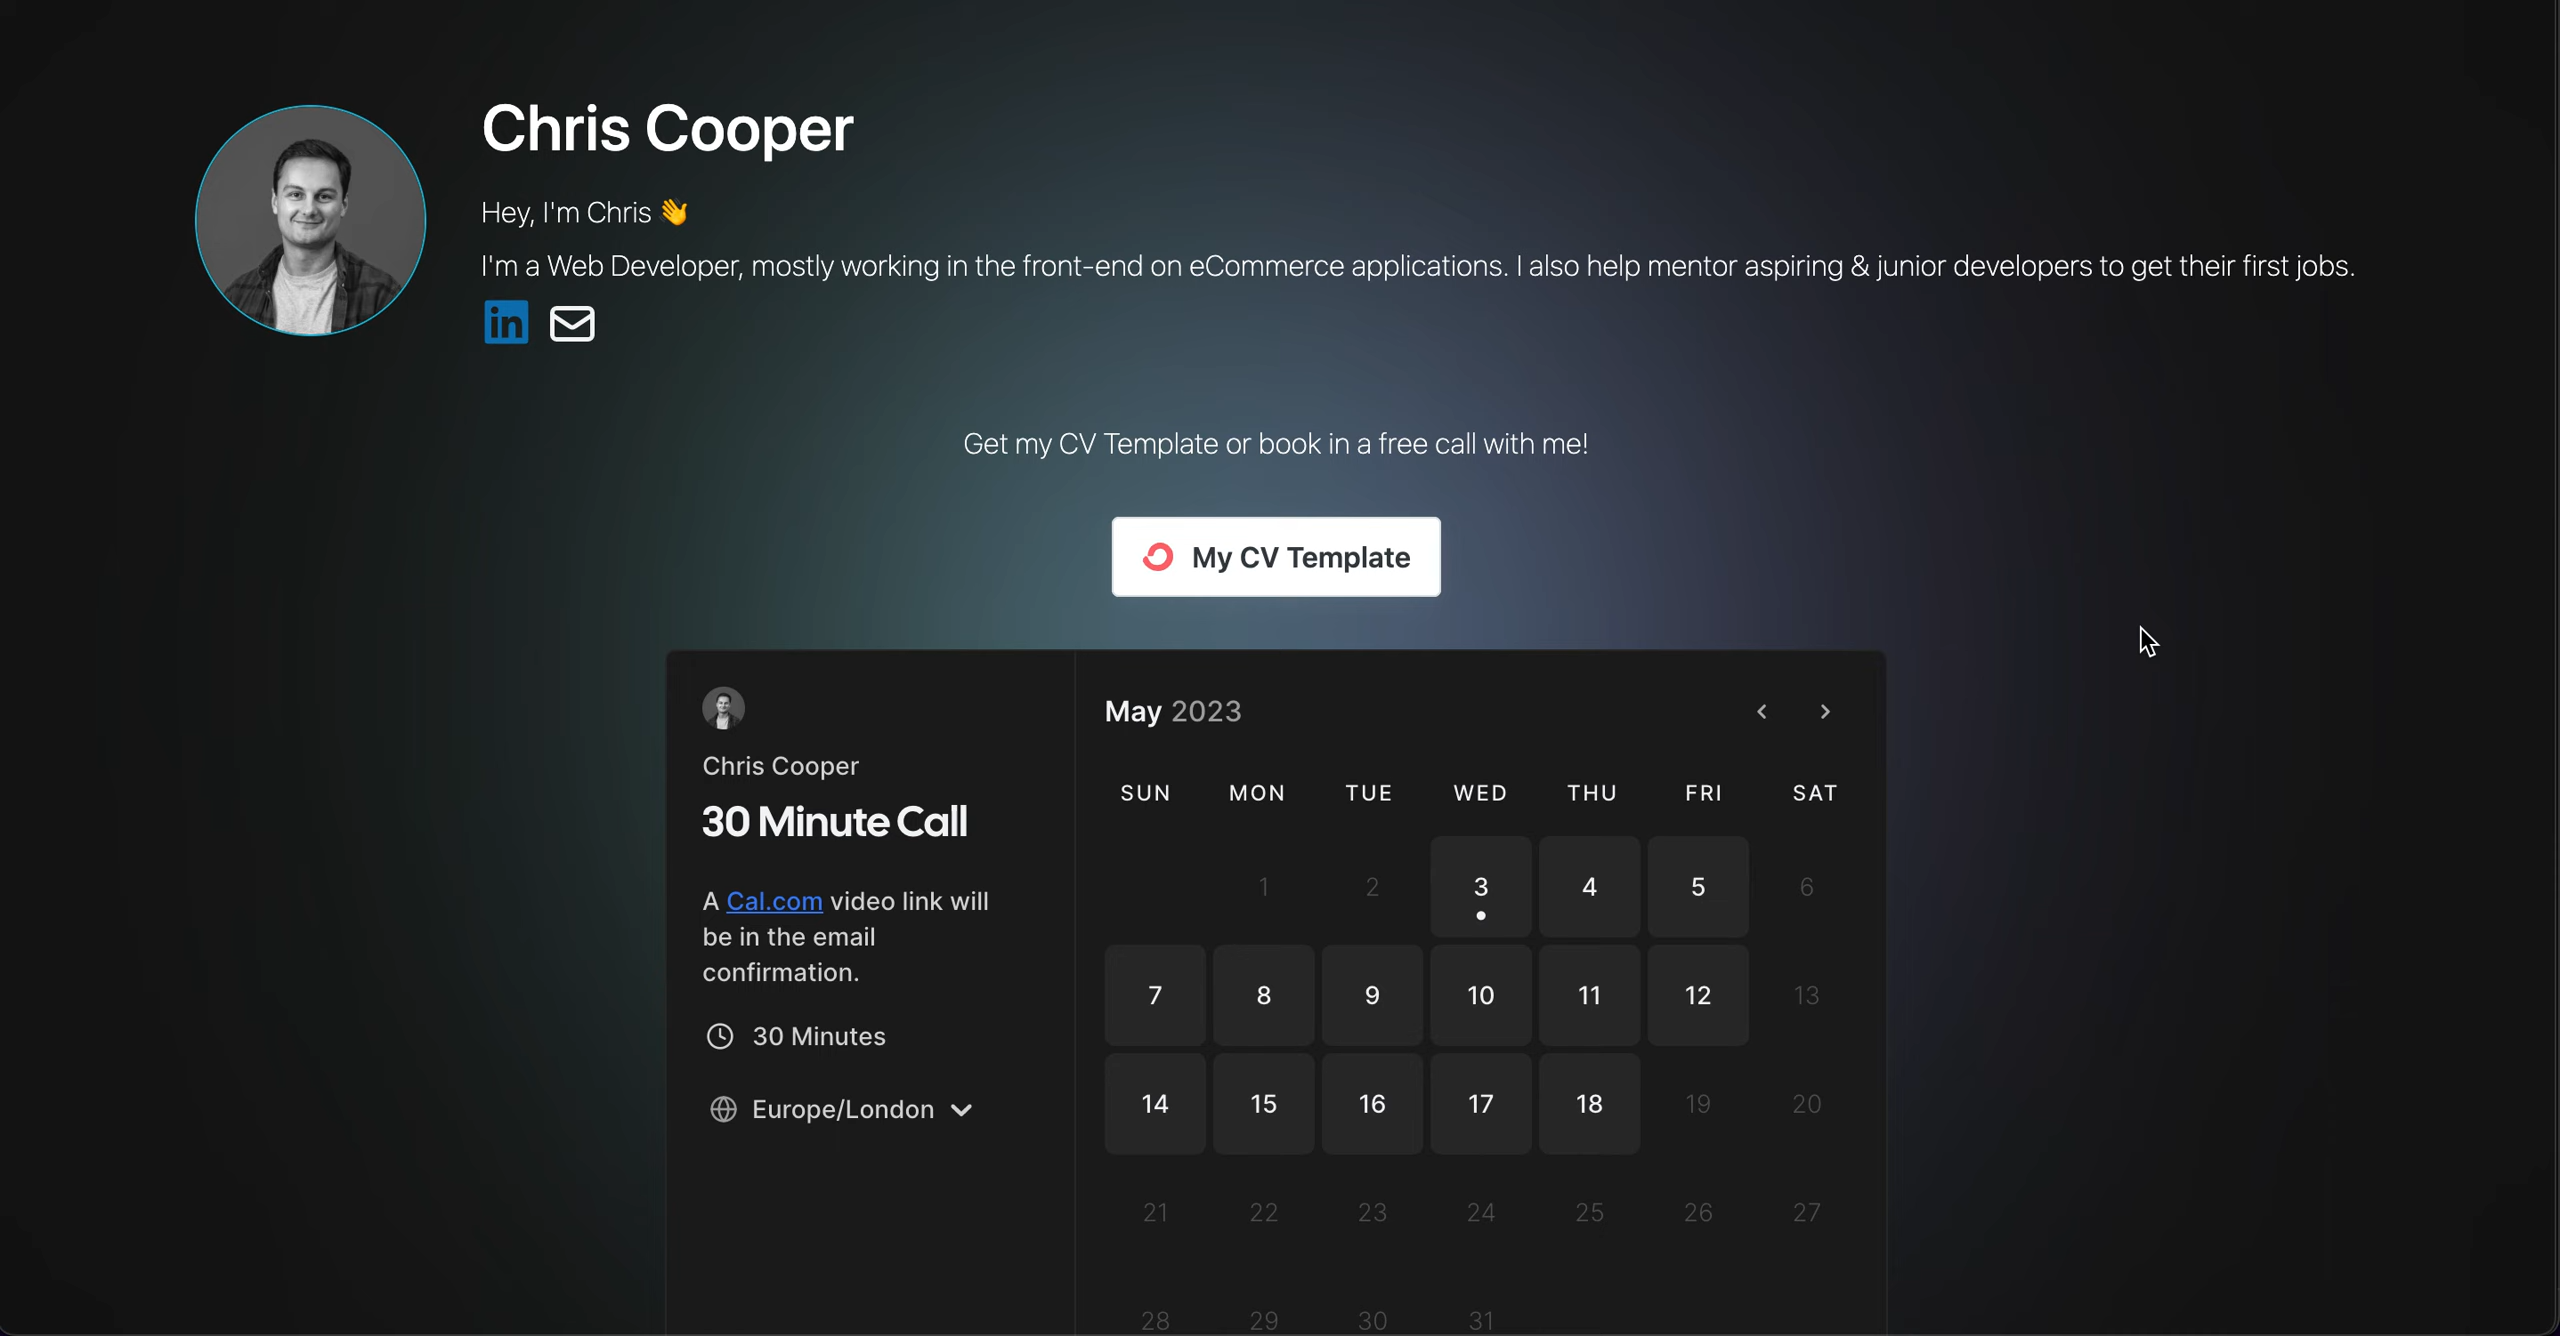 Chris Cooper
Hey, I'm Chris 👋
I'm a Web Developer, mostly working in the front-end on eCommerce applications. I also help mentor aspiring & junior developers to get their first jobs.
in
Get my CV Template or book in a free call with me!
My CV Template
Chris Cooper
30 Minute Call
A Cal.com video link will
be in the email
confirmation.
30 Minutes
Europe/London
May 2023
SUN MON TUE WED THU FRI SAT
1 2 3 4 5 6
7 8 9 10 11 12 13
14 15 16 17 18 19 20
21 22 23 24 25 26 27
28 29 30 31